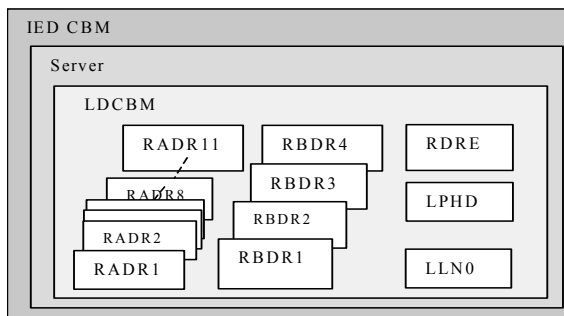 IED CBM
Server
LDCBM
RADR11 RBDR4 RDRE
RADR8 RBDR3 LPHD
RADR2 RBDR2
RADR1 RBDR1 LLN0